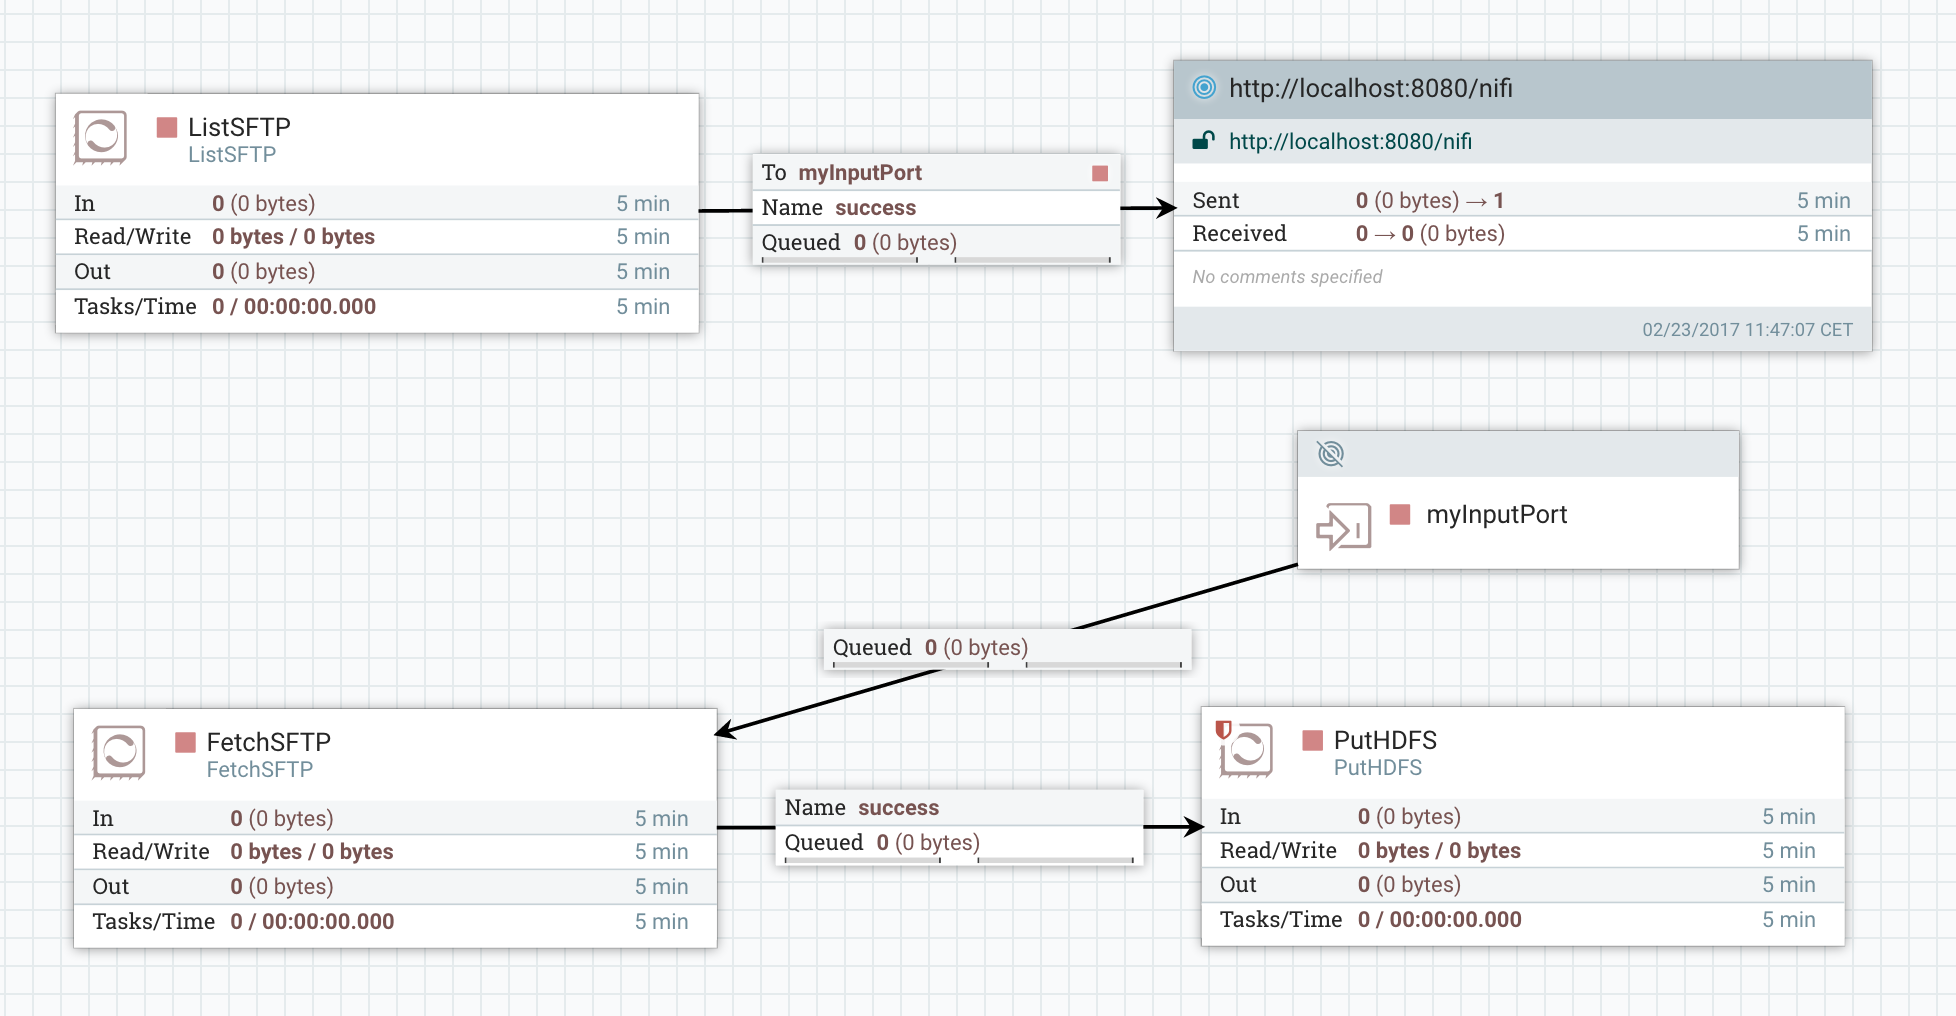 ListSFTP
ListSFTP
In 0 (0 bytes) 5 min
Read/Write 0 bytes / 0 bytes 5 min
Out 0 (0 bytes) 5 min
Tasks/Time 0 / 00:00:00.000 5 min
To myInputPort
Name success
Queued 0 (0 bytes)
http://localhost:8080/nifi
http://localhost:8080/nifi
Sent 0 (0 bytes) → 1 5 min
Received 0 → 0 (0 bytes) 5 min
No comments specified
02/23/2017 11:47:07 CET
myInputPort
Queued 0 (0 bytes)
FetchSFTP
FetchSFTP
In 0 (0 bytes) 5 min
Read/Write 0 bytes / 0 bytes 5 min
Out 0 (0 bytes) 5 min
Tasks/Time 0 / 00:00:00.000 5 min
Name success
Queued 0 (0 bytes)
PutHDFS
PutHDFS
In 0 (0 bytes) 5 min
Read/Write 0 bytes / 0 bytes 5 min
Out 0 (0 bytes) 5 min
Tasks/Time 0 / 00:00:00.000 5 min